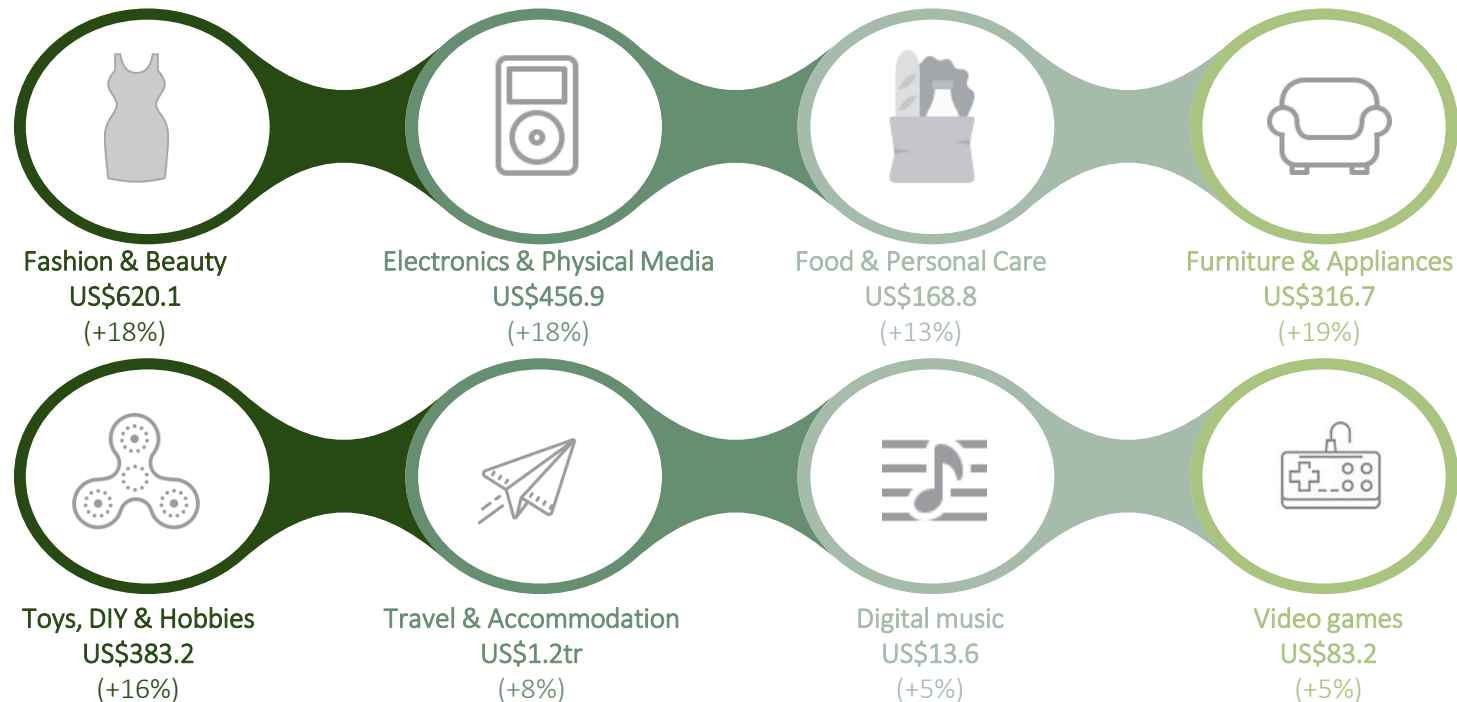 Fashion & Beauty
US$620.1
(+18%)
Electronics & Physical Media
US$456.9
(+18%)
Food & Personal Care
US$168.8
(+13%)
Furniture & Appliances
US$316.7
(+19%)
Toys, DIY & Hobbies
US$383.2
(+16%)
Travel & Accommodation
US$1.2tr
(+8%)
Digital music
US$13.6
(+5%)
Video games
US$83.2
(+5%)